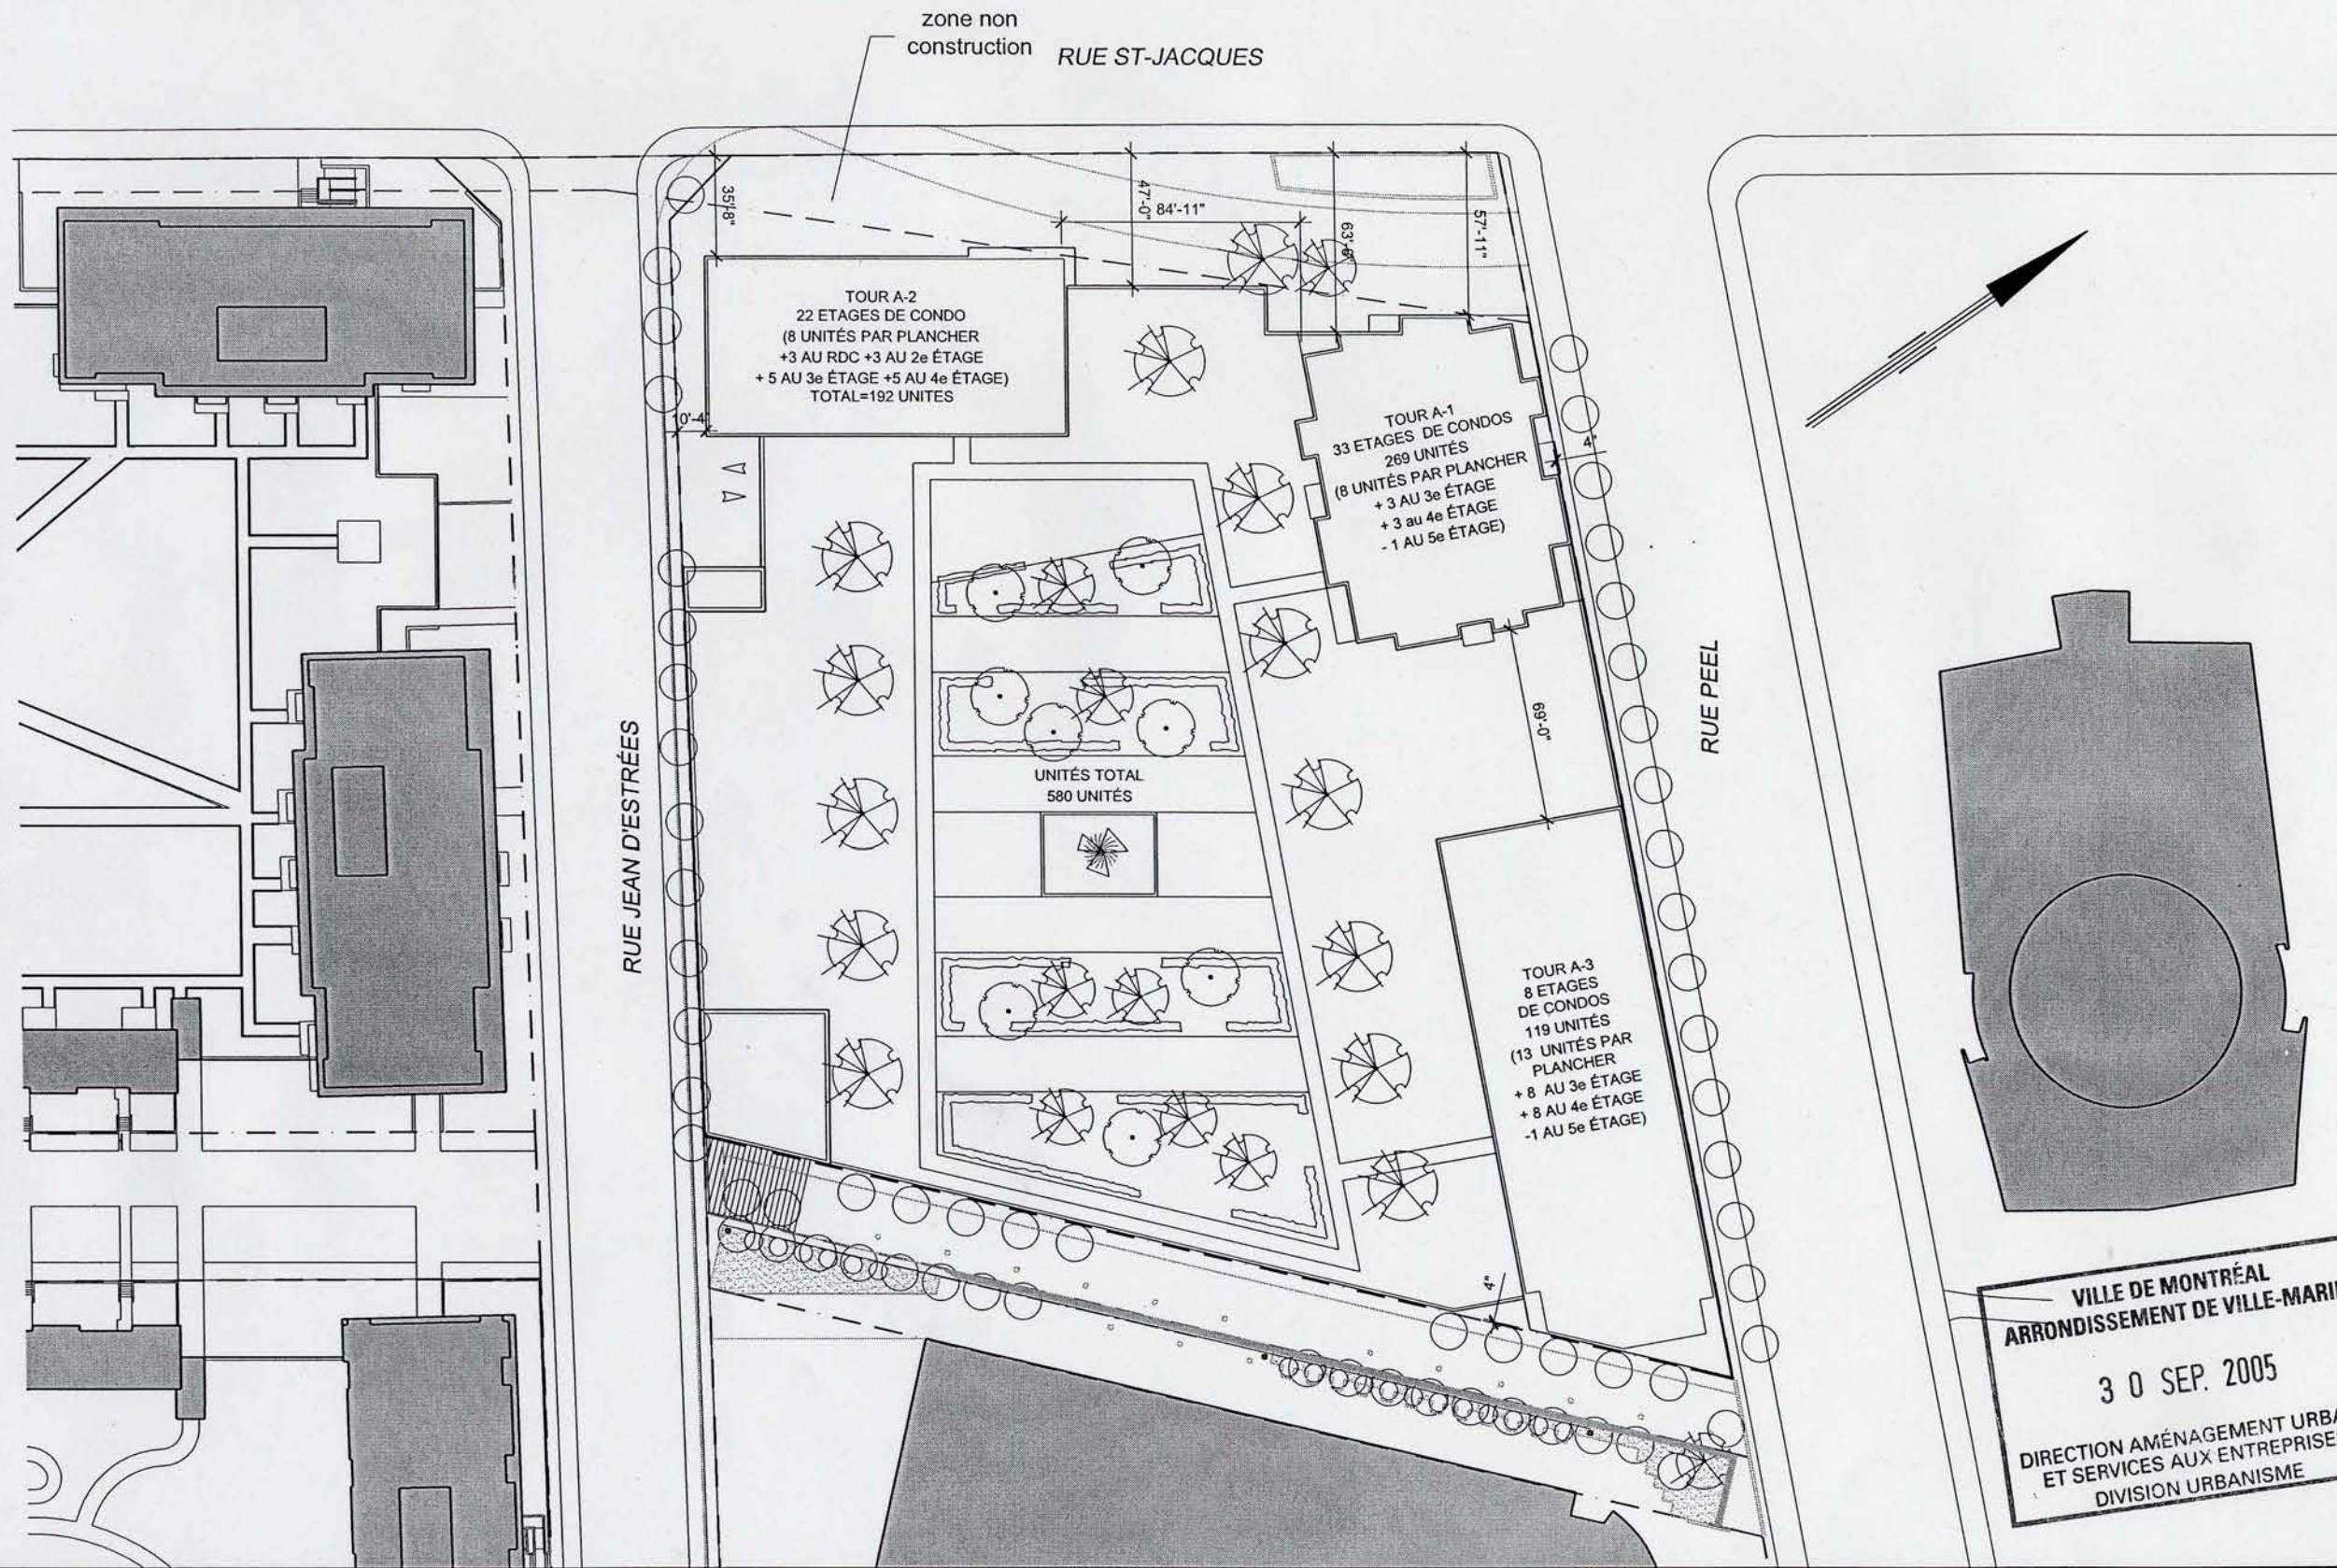 zone non
construction
RUE ST-JACQUES
35'-8"
47'-0"
84'-11"
63'-6"
57'-11"
TOUR A-2
22 ETAGES DE CONDO
(8 UNITÉS PAR PLANCHER
+3 AU RDC +3 AU 2e ÉTAGE
+ 5 AU 3e ÉTAGE +5 AU 4e ÉTAGE)
TOTAL=192 UNITES
10'-4"
TOUR A-1
33 ETAGES DE CONDOS
269 UNITÉS
(8 UNITÉS PAR PLANCHER
+ 3 AU 3e ÉTAGE
+ 3 au 4e ÉTAGE
- 1 AU 5e ÉTAGE)
4'
69'-0"
RUE JEAN D'ESTRÉES
RUE PEEL
UNITÉS TOTAL
580 UNITÉS
TOUR A-3
8 ETAGES
DE CONDOS
119 UNITÉS
(13 UNITÉS PAR
PLANCHER
+ 8 AU 3e ÉTAGE
+ 8 AU 4e ÉTAGE
-1 AU 5e ÉTAGE)
4"
VILLE DE MONTRÉAL
ARRONDISSEMENT DE VILLE-MARIE
3 0 SEP. 2005
DIRECTION AMÉNAGEMENT URBA
ET SERVICES AUX ENTREPRISE
DIVISION URBANISME